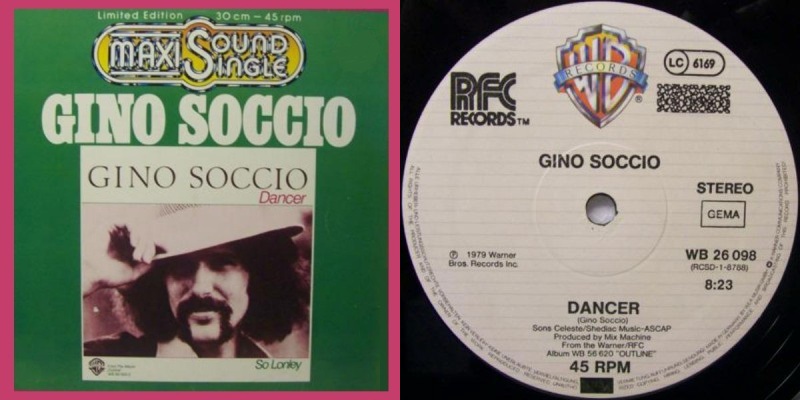 Limited Edition 30 cm – 45 rpm
MAXI SOUND SINGLE
GINO SOCCIO
GINO SOCCIO
Dancer
So Lonley
WB
RECORDS
®
LC 6169
RFC
RECORDS™
GINO SOCCIO
STEREO
GEMA
℗ 1979 Warner
Bros. Records Inc.
WB 26 098
(RCSD-1-8788)
8:23
DANCER
(Gino Soccio)
Sons Celeste/Shediac Music-ASCAP
Produced by Mix Machine
From the Warner/RFC
Album WB 56 620 "OUTLINE"
45 RPM